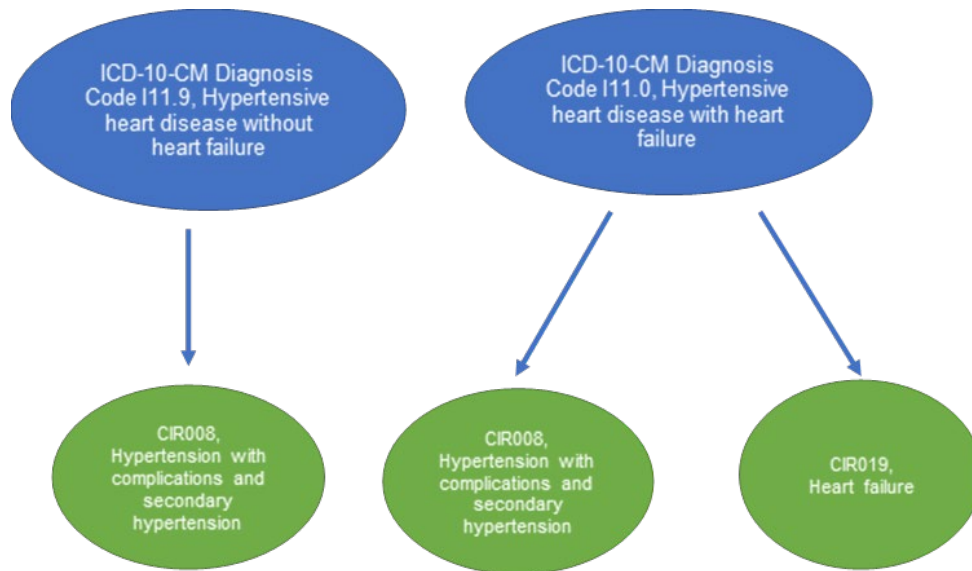 ICD-10-CM Diagnosis
Code I11.9, Hypertensive
heart disease without
heart failure
ICD-10-CM Diagnosis
Code I11.0, Hypertensive
heart disease with heart
failure
CIR008,
Hypertension with
complications and
secondary
hypertension
CIR008,
Hypertension with
complications and
secondary
hypertension
CIR019,
Heart failure